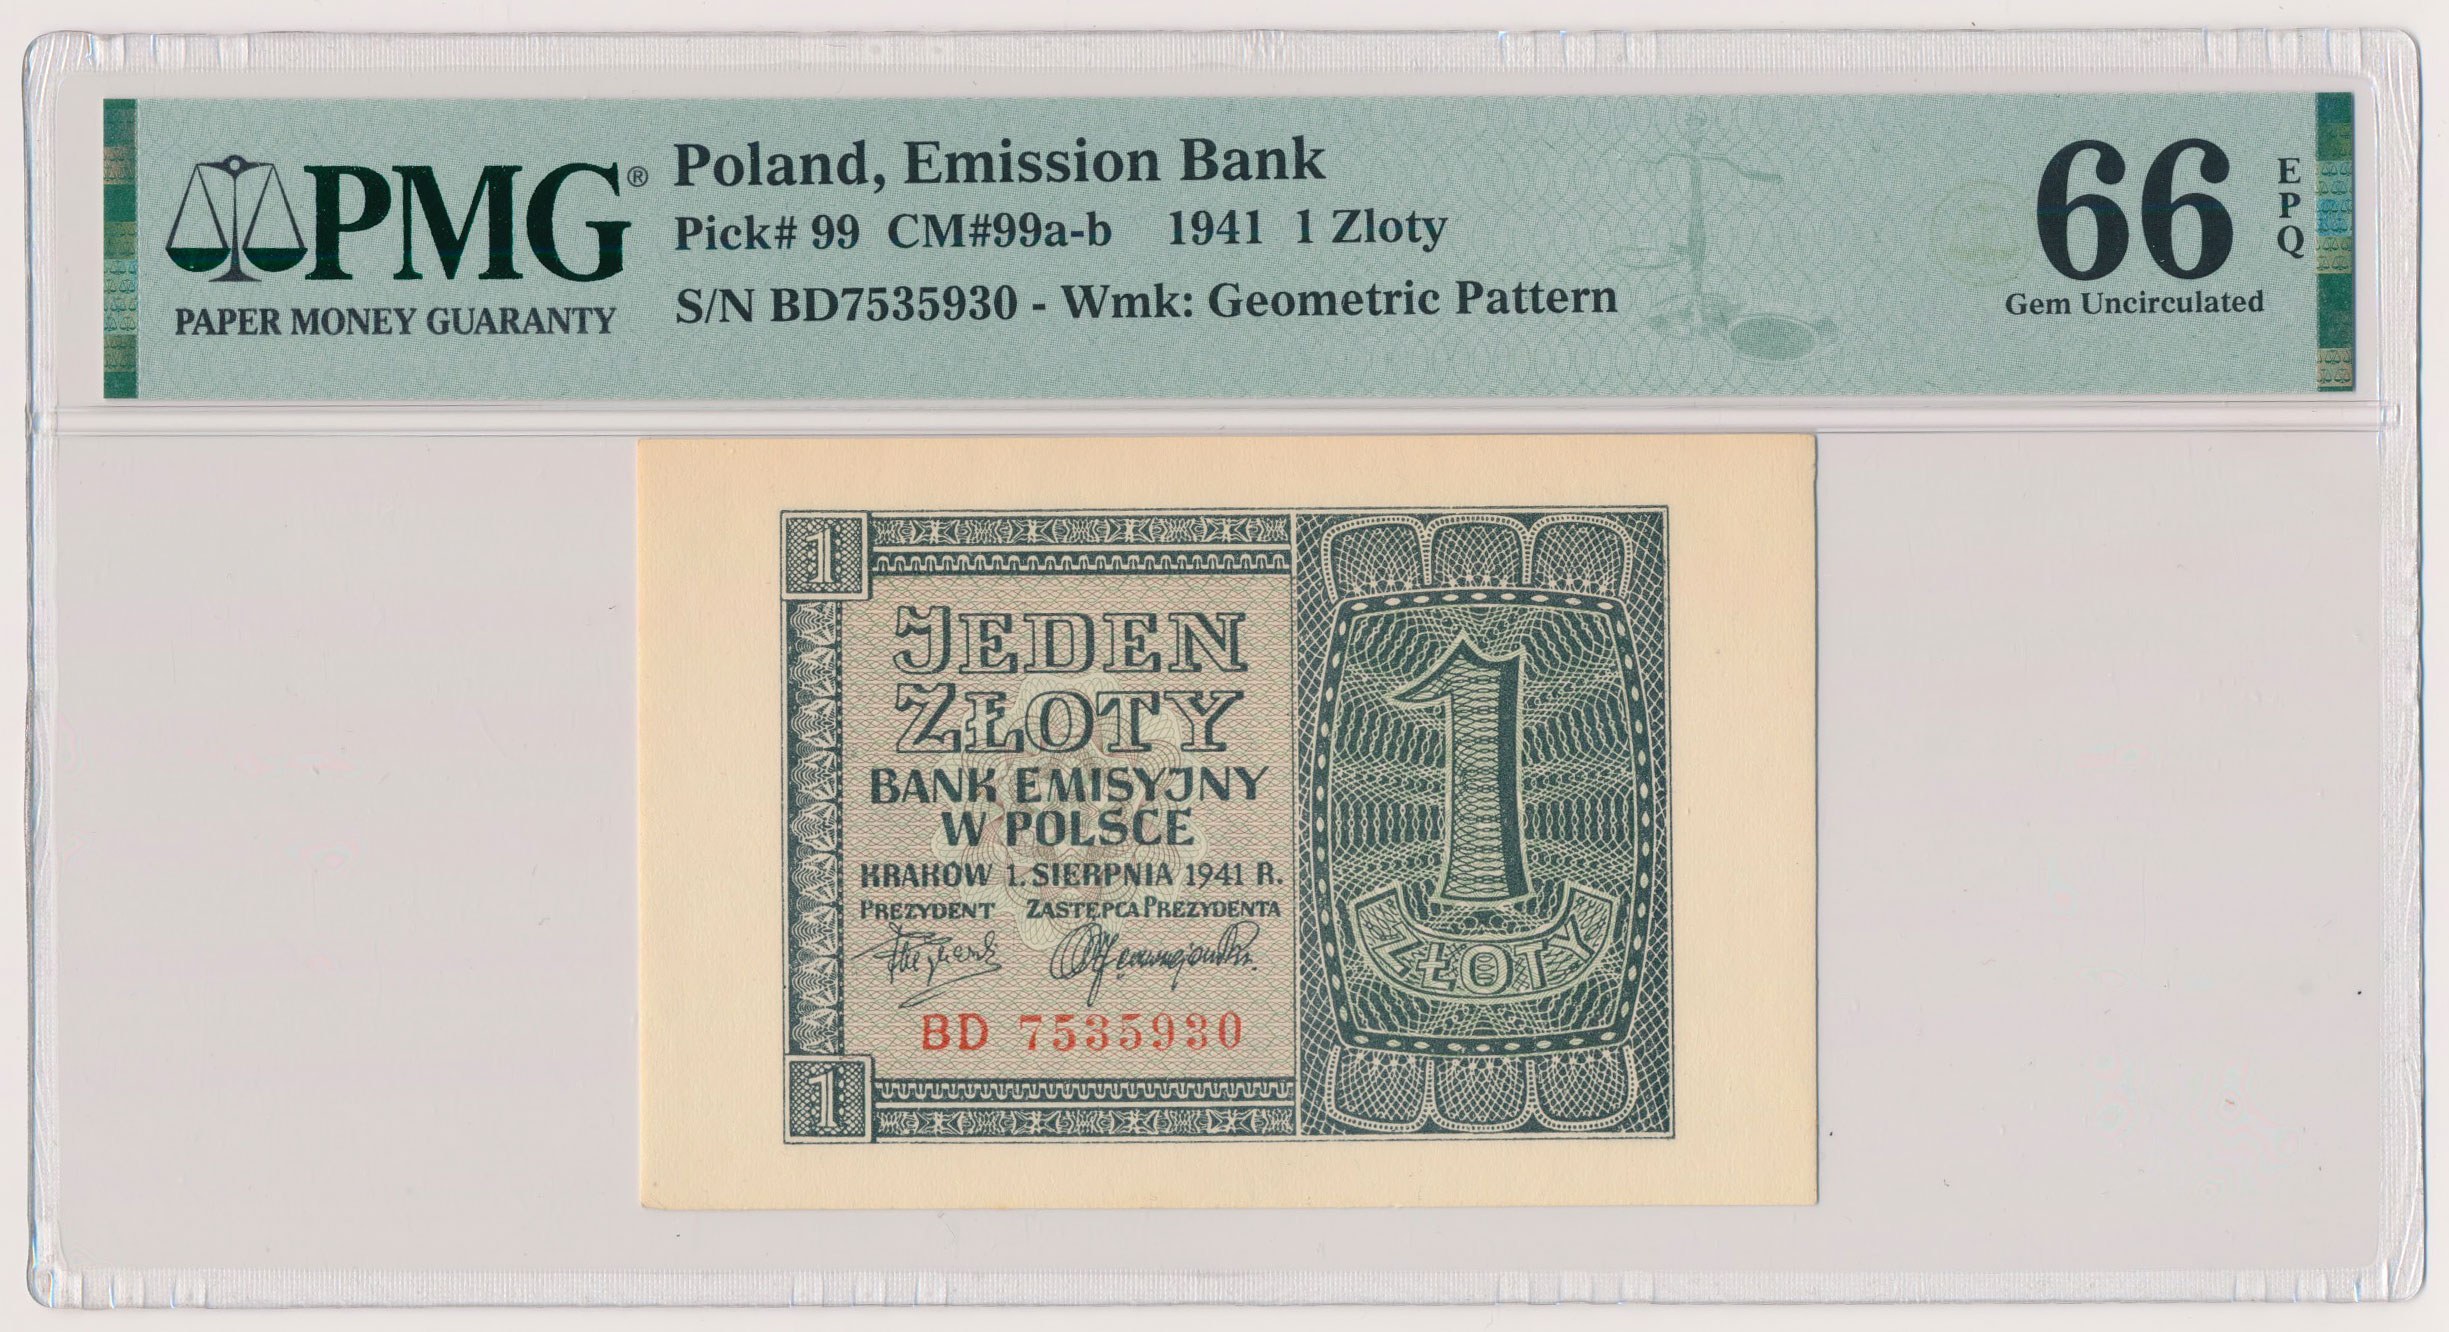 PMG®
PAPER MONEY GUARANTY
Poland, Emission Bank
Pick# 99 CM#99a-b 1941 1 Zloty
S/N BD7535930 - Wmk: Geometric Pattern
66
EPQ
Gem Uncirculated
1
JEDEN
ZŁOTY
BANK EMISYJNY
W POLSCE
KRAKÓW 1. SIERPNIA 1941 R.
PREZYDENT ZASTĘPCA PREZYDENTA
BD 7535930
1
1
ZŁOTY